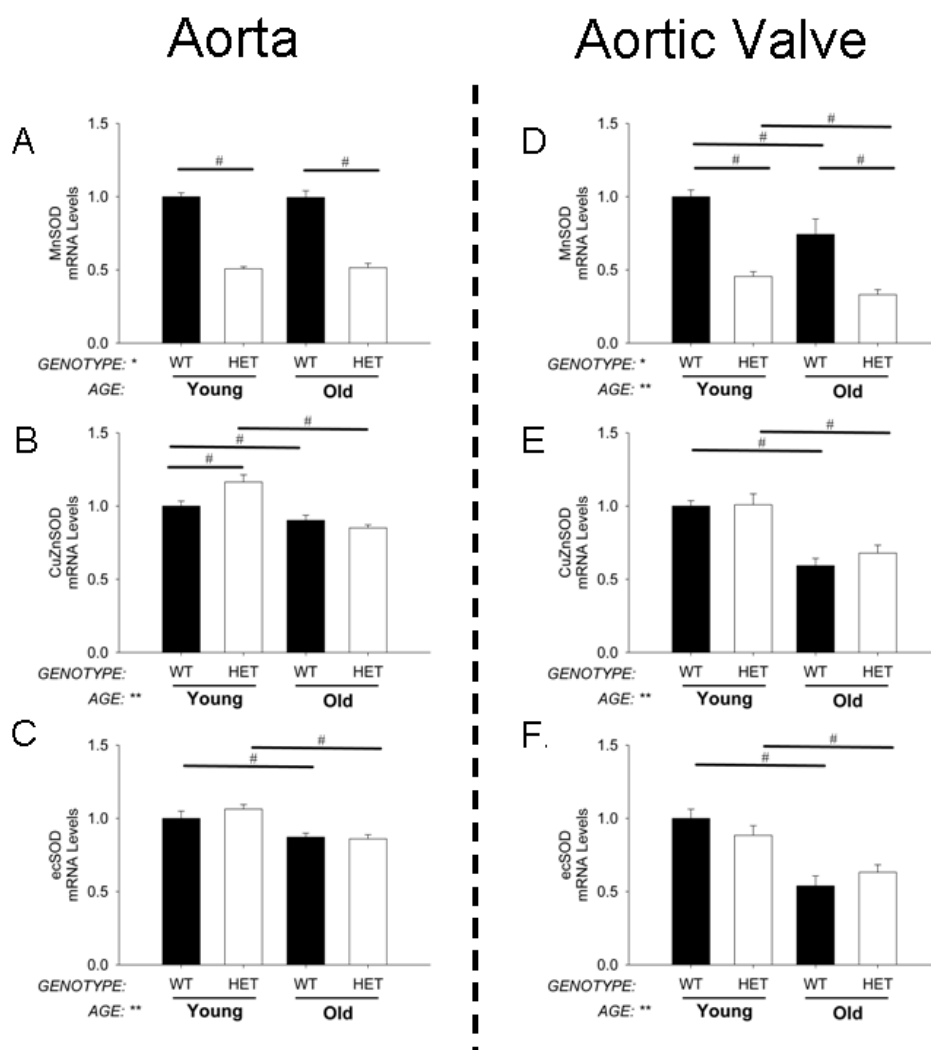 Aorta
Aortic Valve
A
#
#
1.5
1.0
0.5
0.0
MnSOD
mRNA Levels
GENOTYPE: *
WT HET WT HET
AGE:
Young Old
B
#
#
#
1.5
1.0
0.5
0.0
CuZnSOD
mRNA Levels
GENOTYPE:
WT HET WT HET
AGE: **
Young Old
C
#
#
1.5
1.0
0.5
0.0
ecSOD
mRNA Levels
GENOTYPE:
WT HET WT HET
AGE: **
Young Old
D
#
#
#
#
1.5
1.0
0.5
0.0
MnSOD
mRNA Levels
GENOTYPE: *
WT HET WT HET
AGE: **
Young Old
E
#
#
1.5
1.0
0.5
0.0
CuZnSOD
mRNA Levels
GENOTYPE:
WT HET WT HET
AGE: **
Young Old
F.
#
#
1.5
1.0
0.5
0.0
ecSOD
mRNA Levels
GENOTYPE:
WT HET WT HET
AGE: **
Young Old